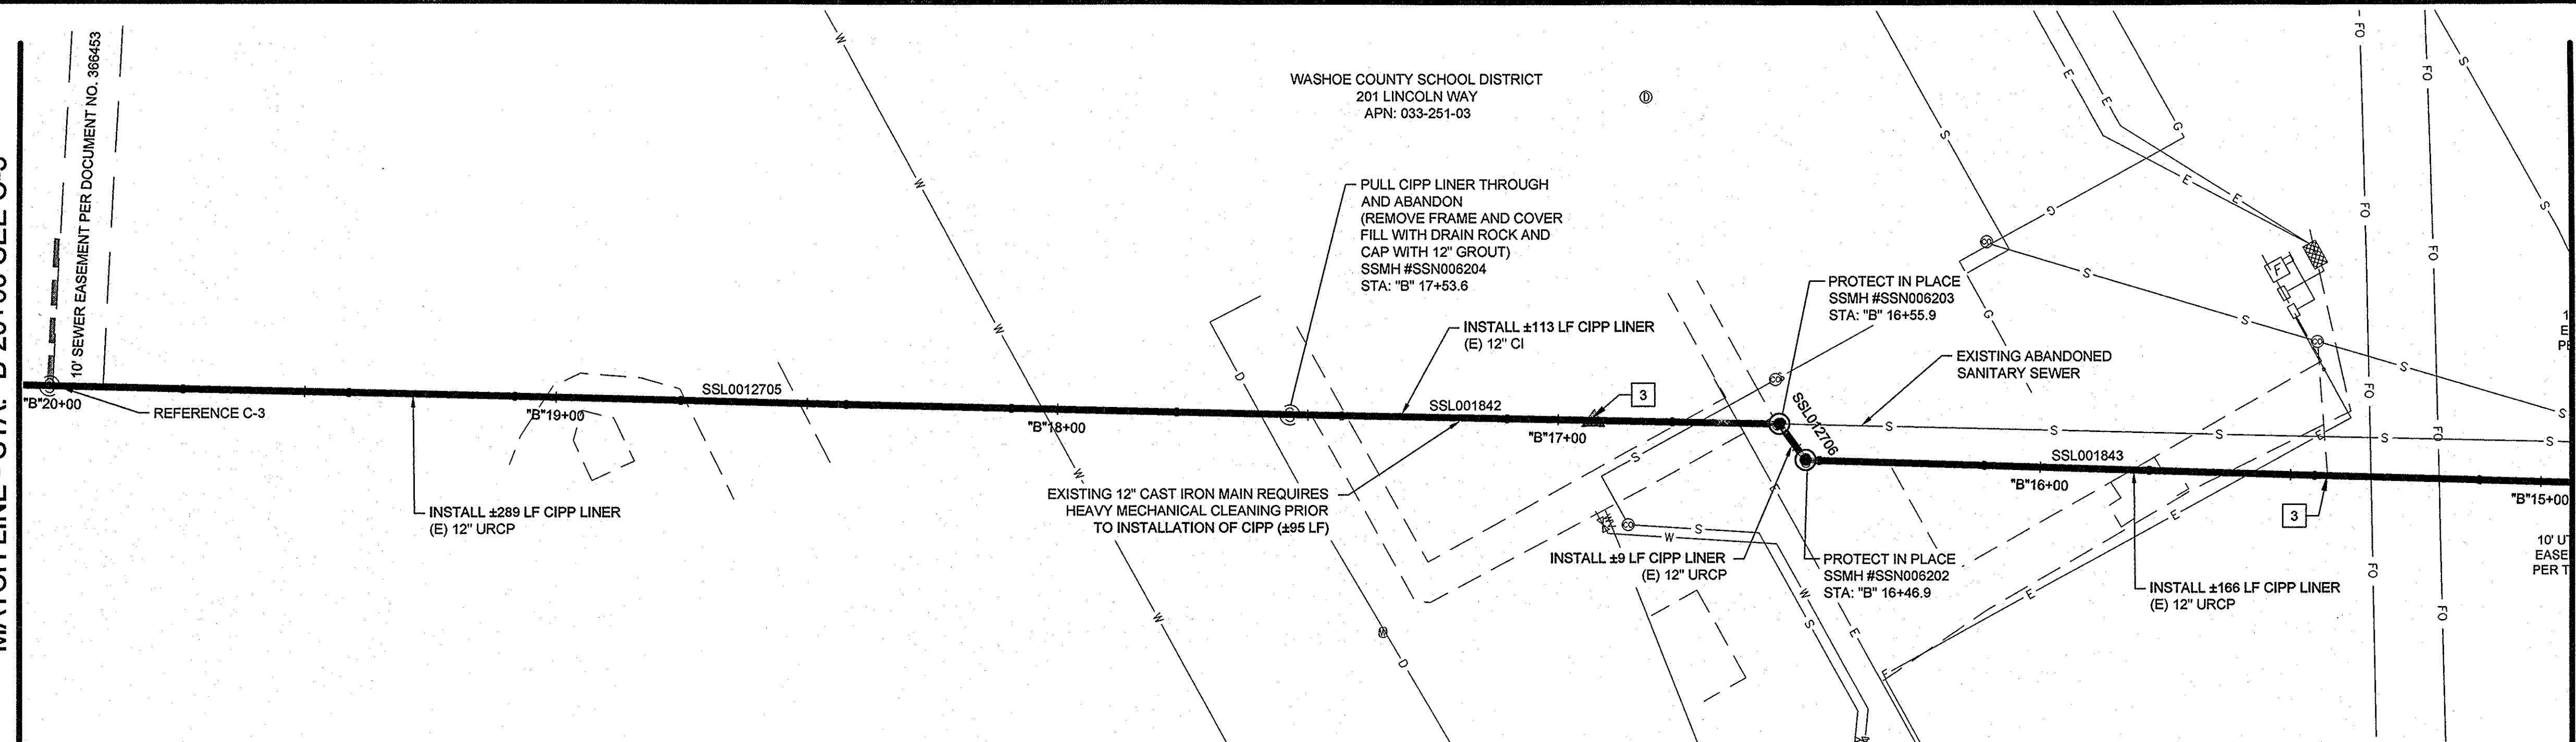 10' SEWER EASEMENT PER DOCUMENT NO. 366453
WASHOE COUNTY SCHOOL DISTRICT
201 LINCOLN WAY
APN: 033-251-03
PULL CIPP LINER THROUGH
AND ABANDON
(REMOVE FRAME AND COVER
FILL WITH DRAIN ROCK AND
CAP WITH 12" GROUT)
SSMH #SSN006204
STA: "B" 17+53.6
PROTECT IN PLACE
SSMH #SSN006203
STA: "B" 16+55.9
INSTALL ±113 LF CIPP LINER
(E) 12" CI
EXISTING ABANDONED
SANITARY SEWER
"B"20+00
REFERENCE C-3
"B"19+00
SSL0012705
"B"18+00
SSL001842
3
"B"17+00
SSL012706
SSL001843
"B"16+00
"B"15+00
3
INSTALL ±289 LF CIPP LINER
(E) 12" URCP
EXISTING 12" CAST IRON MAIN REQUIRES
HEAVY MECHANICAL CLEANING PRIOR
TO INSTALLATION OF CIPP (±95 LF)
INSTALL ±9 LF CIPP LINER
(E) 12" URCP
PROTECT IN PLACE
SSMH #SSN006202
STA: "B" 16+46.9
INSTALL ±166 LF CIPP LINER
(E) 12" URCP
10' U
EASE
PER T